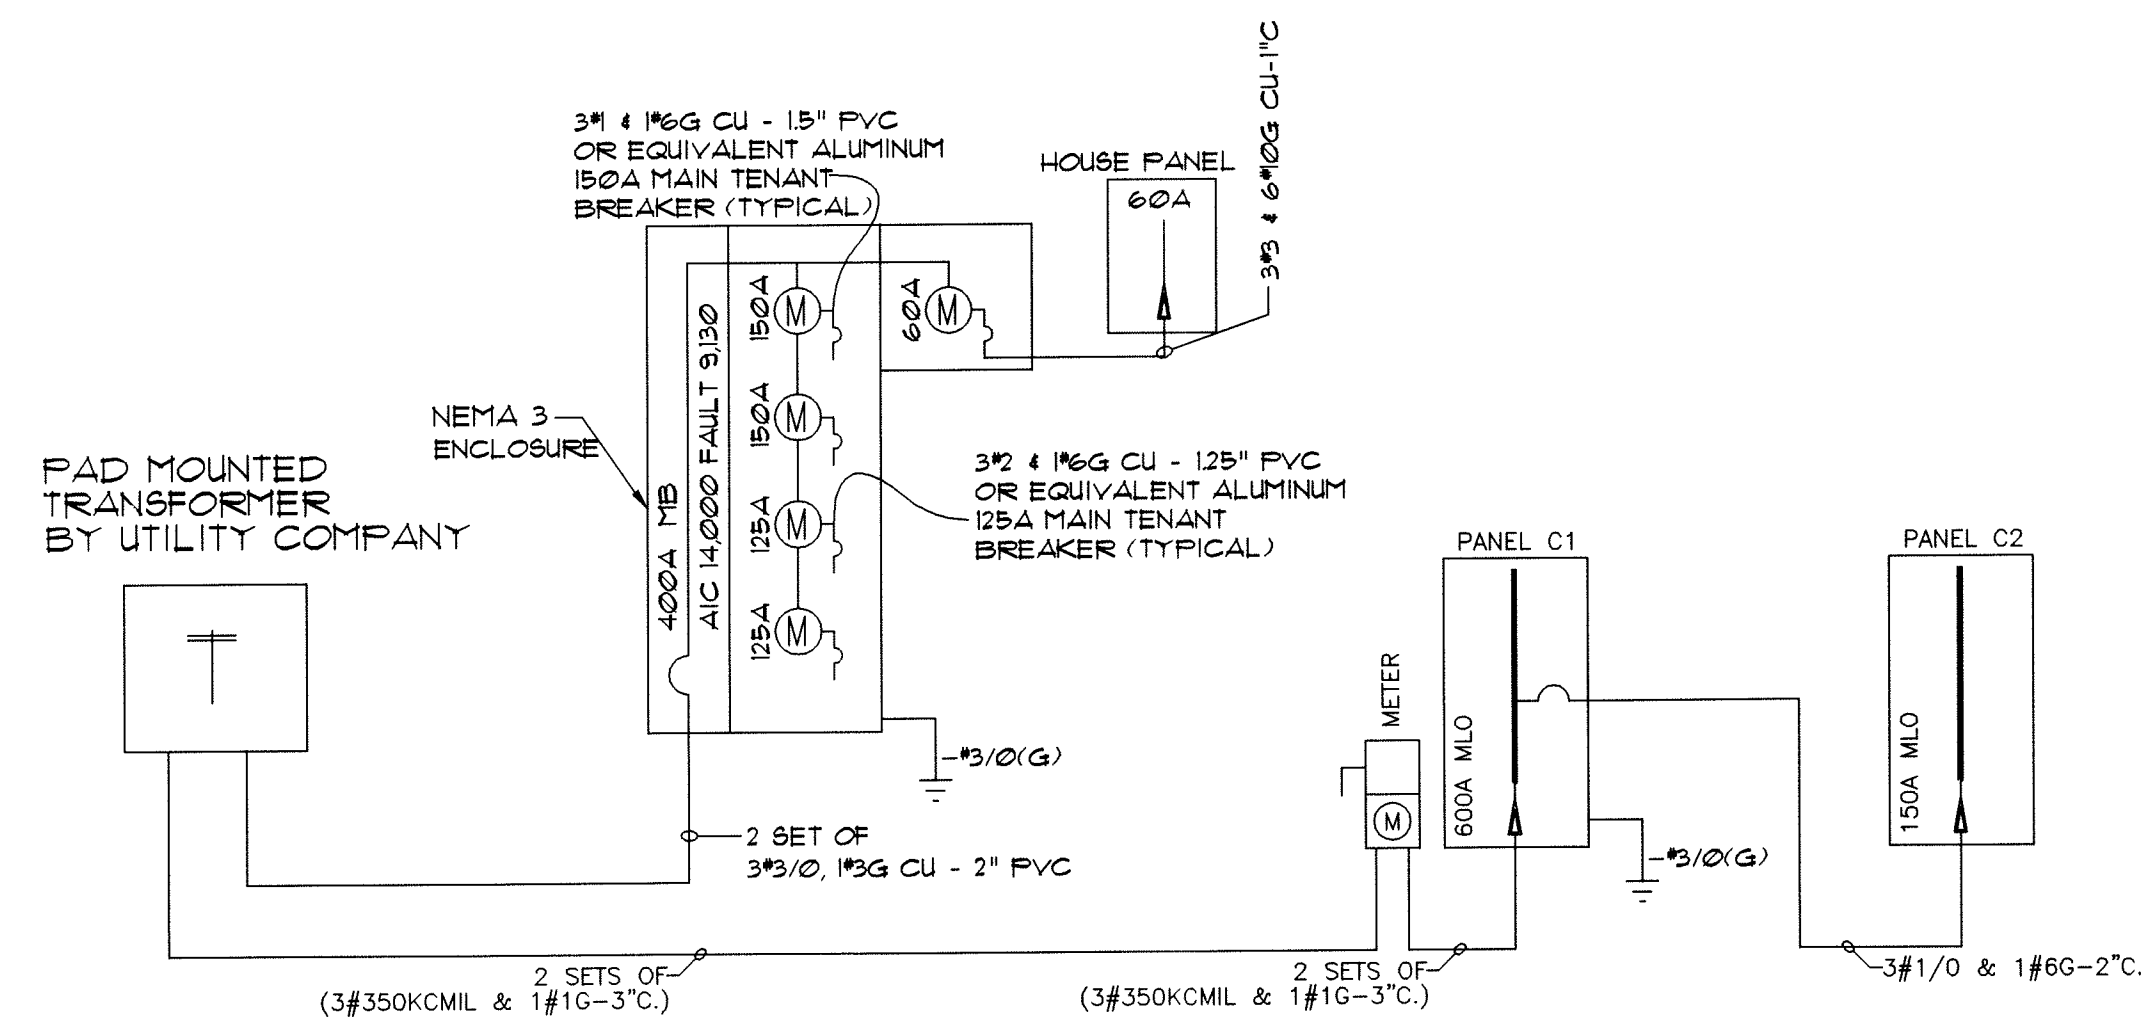 3#1 & 1#6G CU - 1.5" PVC
OR EQUIVALENT ALUMINUM
150A MAIN TENANT
BREAKER (TYPICAL)
HOUSE PANEL
60A
3#3 & 6#10G CU-1"C
150A
M
60A
M
150A
M
125A
M
125A
M
400A MB
AIC 14,000 FAULT 9,130
NEMA 3
ENCLOSURE
PAD MOUNTED
TRANSFORMER
BY UTILITY COMPANY
3#2 & 1#6G CU - 1.25" PVC
OR EQUIVALENT ALUMINUM
125A MAIN TENANT
BREAKER (TYPICAL)
#3/0(G)
2 SET OF
3#3/0, 1#3G CU - 2" PVC
METER
M
PANEL C1
600A MLO
#3/0(G)
PANEL C2
150A MLO
2 SETS OF
(3#350KCMIL & 1#1G-3"C.)
2 SETS OF
(3#350KCMIL & 1#1G-3"C.)
3#1/0 & 1#6G-2"C.